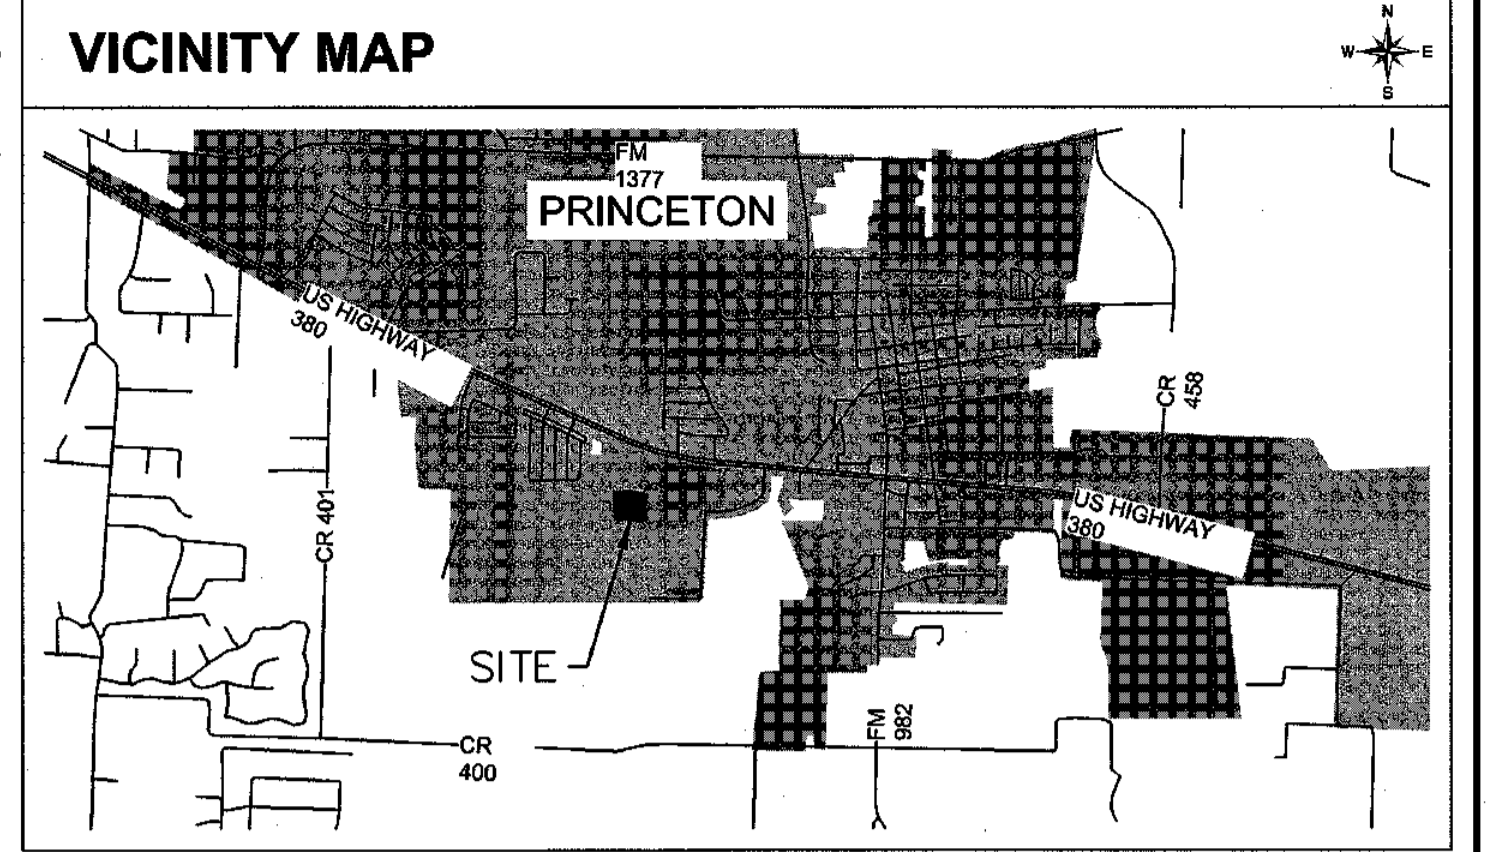 VICINITY MAP
N
W E
S
FM
1377
PRINCETON
US HIGHWAY
380
CR
458
CR 401
US HIGHWAY
380
SITE
FM
982
CR
400